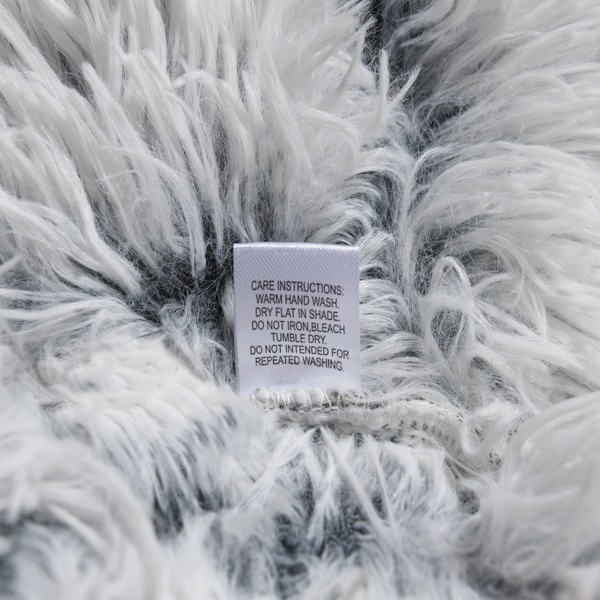 CARE INSTRUCTIONS:
WARM HAND WASH.
DRY FLAT IN SHADE.
DO NOT IRON,BLEACH
TUMBLE DRY.
DO NOT INTENDED FOR
REPEATED WASHING.